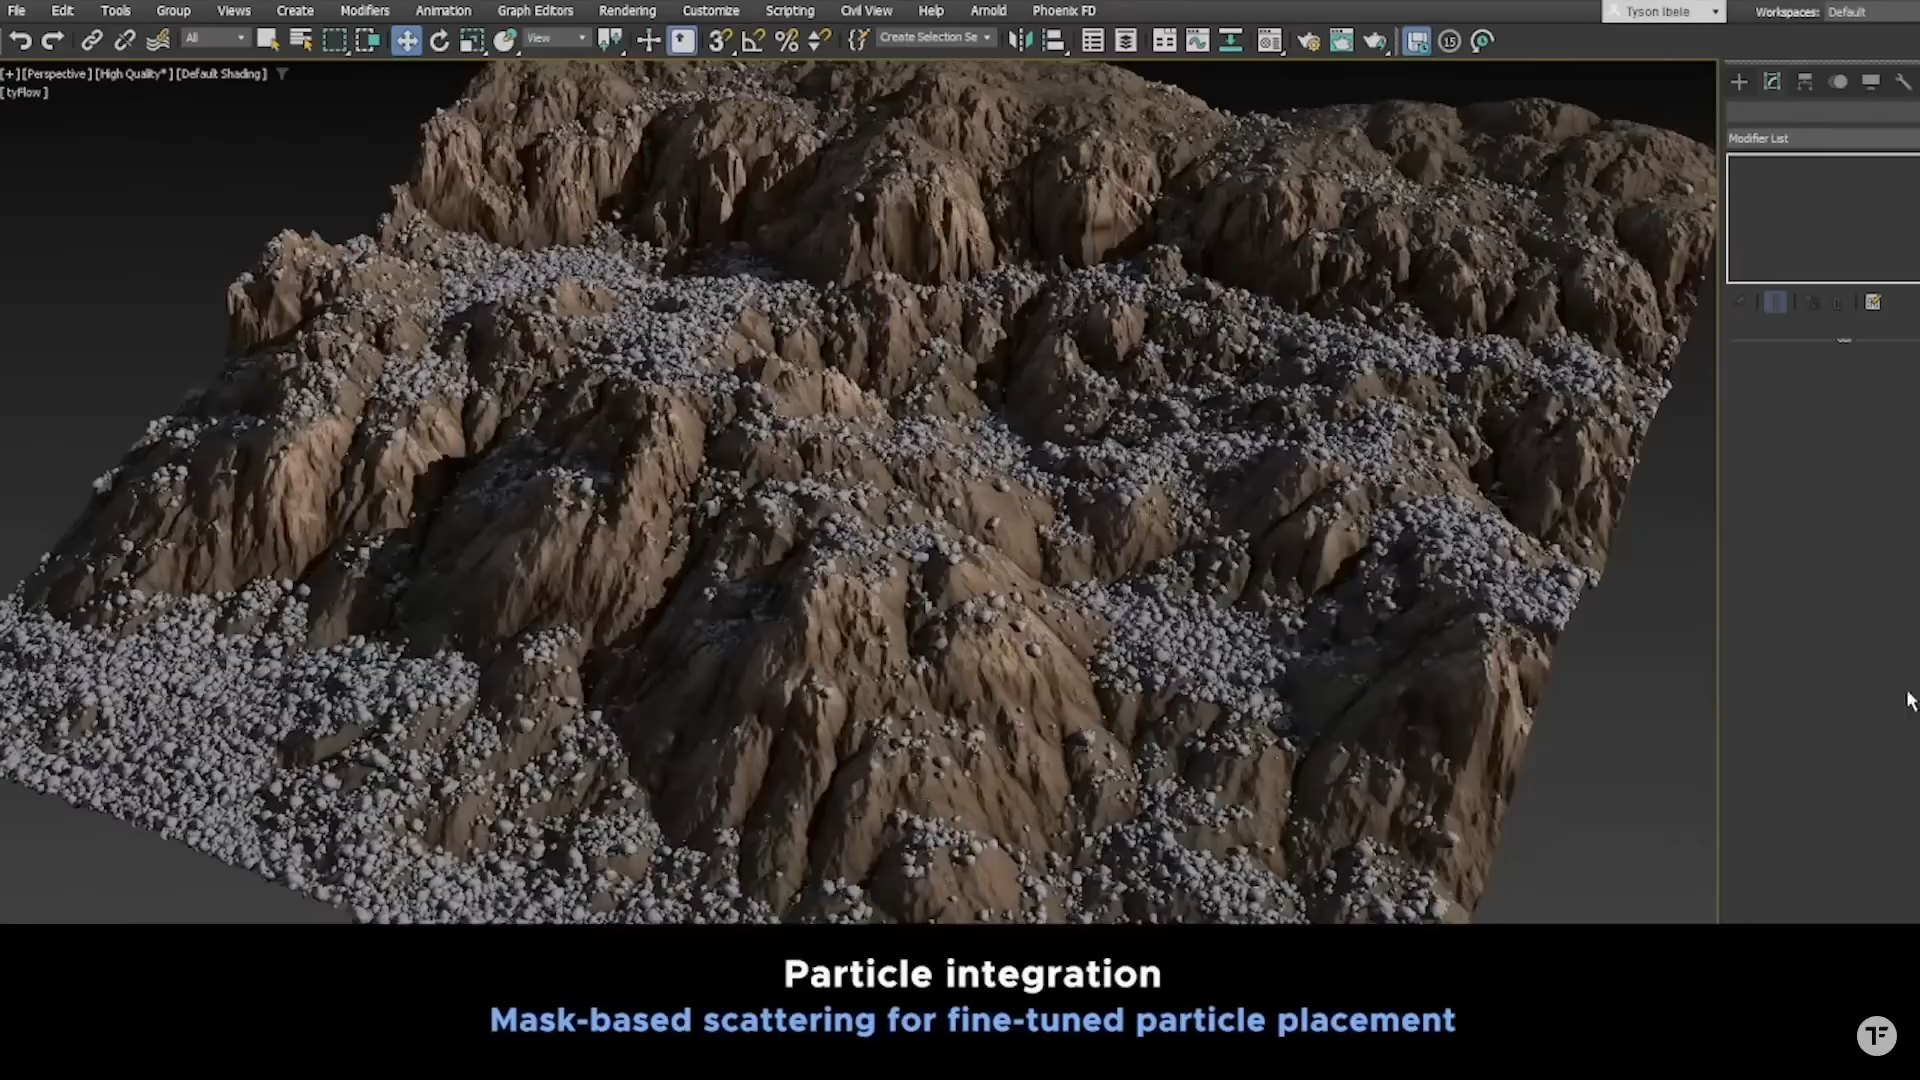 File Edit Tools Group Views Create Modifiers Animation Graph Editors Rendering Customize Scripting Civil View Help Arnold Phoenix FD Tyson Ibele Workspaces: Default
All View Create Selection Se 15
[+] [Perspective] [High Quality*] [Default Shading]
[tyFlow]
Modifier List
Particle integration
Mask-based scattering for fine-tuned particle placement
TF